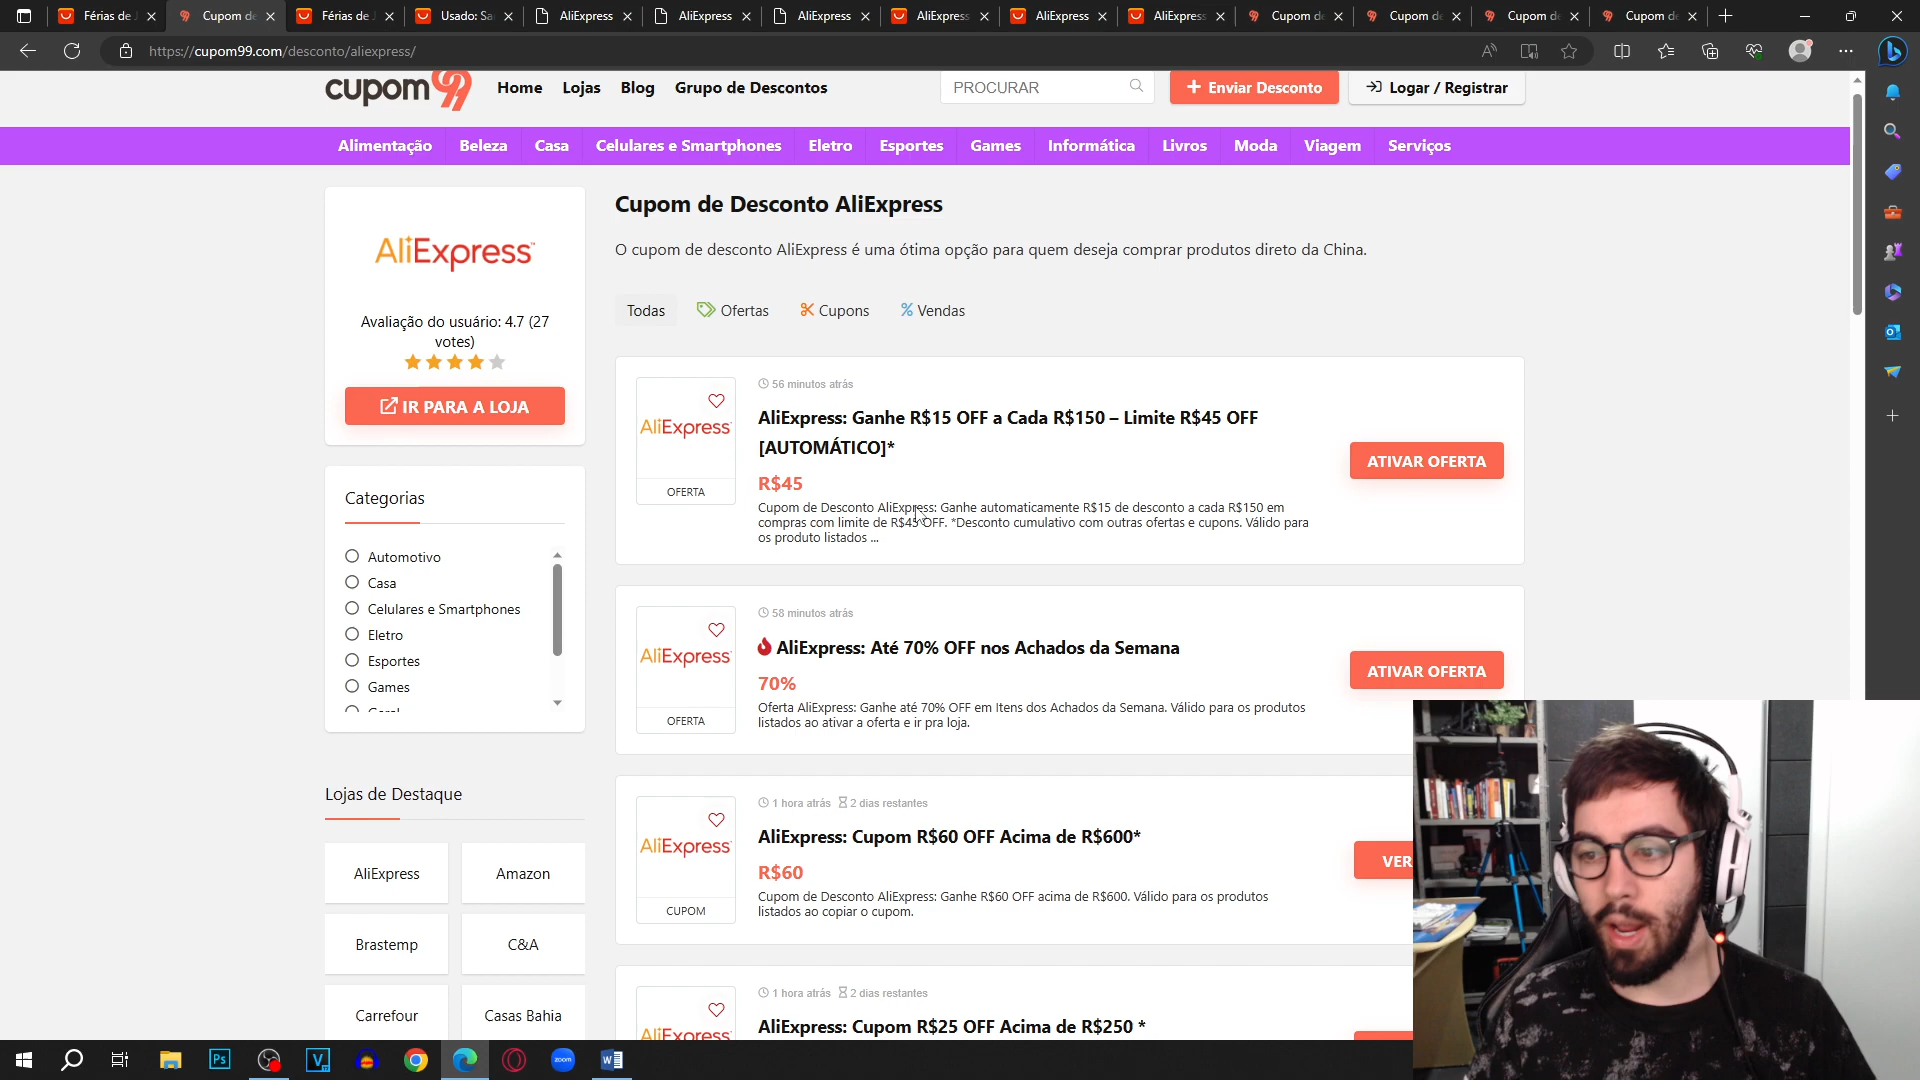 Férias de J
Cupom de
Férias de J
Usado: Sa
AliExpress
AliExpress
AliExpress
AliExpress
AliExpress
AliExpress
Cupom de
Cupom de
Cupom de
Cupom de
https://cupom99.com/desconto/aliexpress/
cupom99
Home
Lojas
Blog
Grupo de Descontos
PROCURAR
+ Enviar Desconto
Logar / Registrar
Alimentação
Beleza
Casa
Celulares e Smartphones
Eletro
Esportes
Games
Informática
Livros
Moda
Viagem
Serviços
AliExpress
Avaliação do usuário: 4.7 (27
votes)
IR PARA A LOJA
Categorias
Automotivo
Casa
Celulares e Smartphones
Eletro
Esportes
Games
Lojas de Destaque
AliExpress
Amazon
Brastemp
C&A
Carrefour
Casas Bahia
Cupom de Desconto AliExpress
O cupom de desconto AliExpress é uma ótima opção para quem deseja comprar produtos direto da China.
Todas
Ofertas
Cupons
% Vendas
AliExpress
OFERTA
56 minutos atrás
AliExpress: Ganhe R$15 OFF a Cada R$150 – Limite R$45 OFF
[AUTOMÁTICO]*
R$45
Cupom de Desconto AliExpress: Ganhe automaticamente R$15 de desconto a cada R$150 em
compras com limite de R$45 OFF. *Desconto cumulativo com outras ofertas e cupons. Válido para
os produto listados ...
ATIVAR OFERTA
AliExpress
OFERTA
58 minutos atrás
AliExpress: Até 70% OFF nos Achados da Semana
70%
Oferta AliExpress: Ganhe até 70% OFF em Itens dos Achados da Semana. Válido para os produtos
listados ao ativar a oferta e ir pra loja.
ATIVAR OFERTA
AliExpress
CUPOM
1 hora atrás 2 dias restantes
AliExpress: Cupom R$60 OFF Acima de R$600*
R$60
Cupom de Desconto AliExpress: Ganhe R$60 OFF acima de R$600. Válido para os produtos
listados ao copiar o cupom.
VER
AliExpress
1 hora atrás 2 dias restantes
AliExpress: Cupom R$25 OFF Acima de R$250 *
Ps
V
zoom